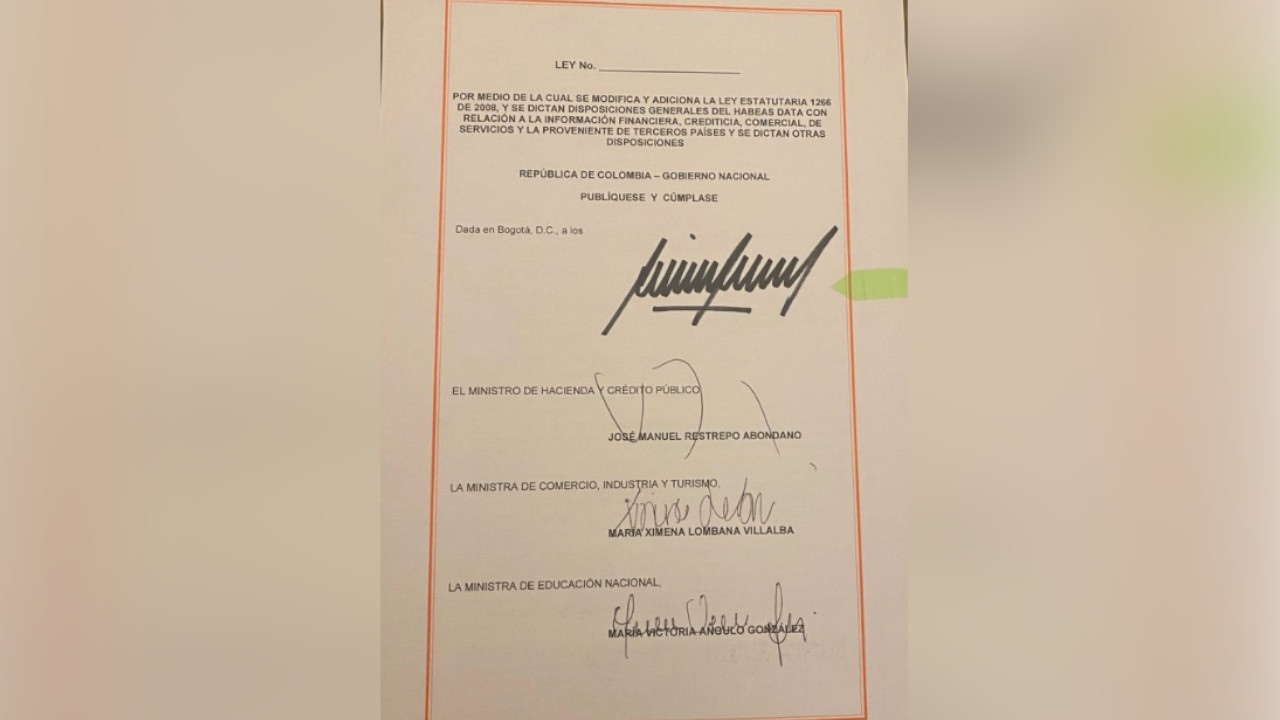 LEY No. ____________________
POR MEDIO DE LA CUAL SE MODIFICA Y ADICIONA LA LEY ESTATUTARIA 1266
DE 2008, Y SE DICTAN DISPOSICIONES GENERALES DEL HABEAS DATA CON
RELACIÓN A LA INFORMACIÓN FINANCIERA, CREDITICIA, COMERCIAL, DE
SERVICIOS Y LA PROVENIENTE DE TERCEROS PAÍSES Y SE DICTAN OTRAS
DISPOSICIONES
REPÚBLICA DE COLOMBIA – GOBIERNO NACIONAL
PUBLÍQUESE Y CÚMPLASE
Dada en Bogotá, D.C., a los
EL MINISTRO DE HACIENDA Y CRÉDITO PÚBLICO
JOSÉ MANUEL RESTREPO ABONDANO
LA MINISTRA DE COMERCIO, INDUSTRIA Y TURISMO,
MARÍA XIMENA LOMBANA VILLALBA
LA MINISTRA DE EDUCACIÓN NACIONAL,
MARÍA VICTORIA ANGULO GONZÁLEZ